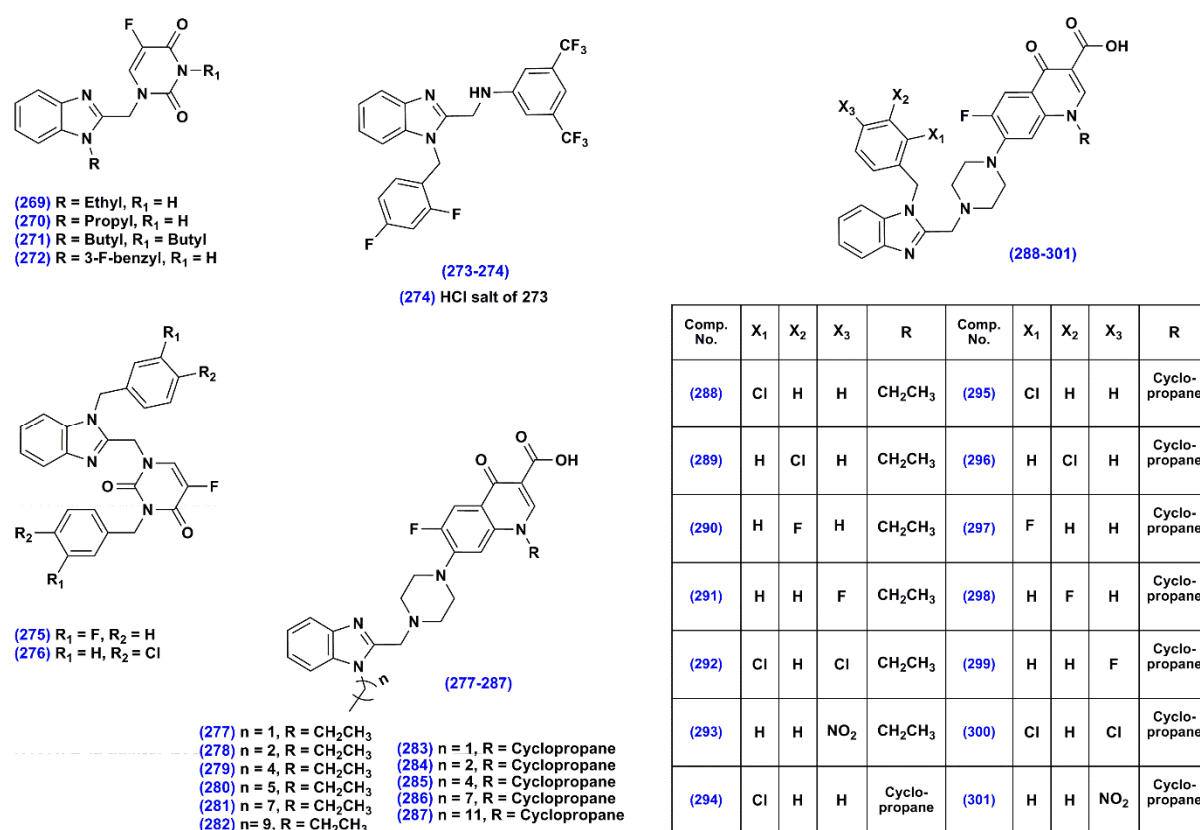 F
O
N
N
R1
N
O
N
R
(269) R = Ethyl, R1 = H
(270) R = Propyl, R1 = H
(271) R = Butyl, R1 = Butyl
(272) R = 3-F-benzyl, R1 = H
CF3
N
HN
N
CF3
F
F
(273-274)
(274) HCl salt of 273
O
OH
O
F
N
R
X2
X3
X1
N
N
N
N
(288-301)
R1
R2
N
N
N
F
O
N
O
R2
R1
(275) R1 = F, R2 = H
(276) R1 = H, R2 = Cl
O
OH
O
F
N
R
N
N
N
N
n
(277-287)
(277) n = 1, R = CH2CH3
(278) n = 2, R = CH2CH3
(279) n = 4, R = CH2CH3
(280) n = 5, R = CH2CH3
(281) n = 7, R = CH2CH3
(282) n= 9, R = CH2CH3
(283) n = 1, R = Cyclopropane
(284) n = 2, R = Cyclopropane
(285) n = 4, R = Cyclopropane
(286) n = 7, R = Cyclopropane
(287) n = 11, R = Cyclopropane
Comp. No. X1 X2 X3 R Comp. No. X1 X2 X3 R
(288) Cl H H CH2CH3 (295) Cl H H Cyclo-propane
(289) H Cl H CH2CH3 (296) H Cl H Cyclo-propane
(290) H F H CH2CH3 (297) F H H Cyclo-propane
(291) H H F CH2CH3 (298) H F H Cyclo-propane
(292) Cl H Cl CH2CH3 (299) H H F Cyclo-propane
(293) H H NO2 CH2CH3 (300) Cl H Cl Cyclo-propane
(294) Cl H H Cyclo-propane (301) H H NO2 Cyclo-propane